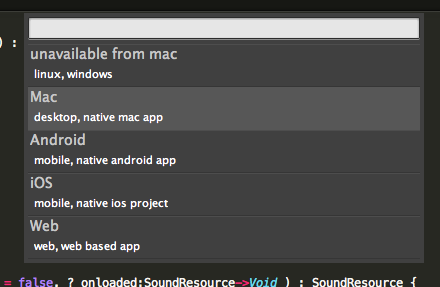 ) :
unavailable from mac
linux, windows
Mac
desktop, native mac app
Android
mobile, native android app
iOS
mobile, native ios project
Web
web, web based app
= false, ? onloaded:SoundResource->Void ) : SoundResource {